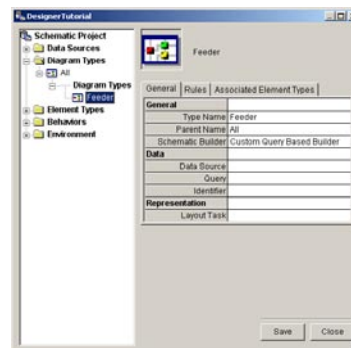 DesignerTutorial
Schematic Project
Data Sources
Diagram Types
All
Diagram Types
Feeder
Element Types
Behaviors
Environment
Feeder
General Rules Associated Element Types
General
Type Name Feeder
Parent Name All
Schematic Builder Custom Query Based Builder
Data
Data Source
Query
Identifier
Representation
Layout Task
Save Close